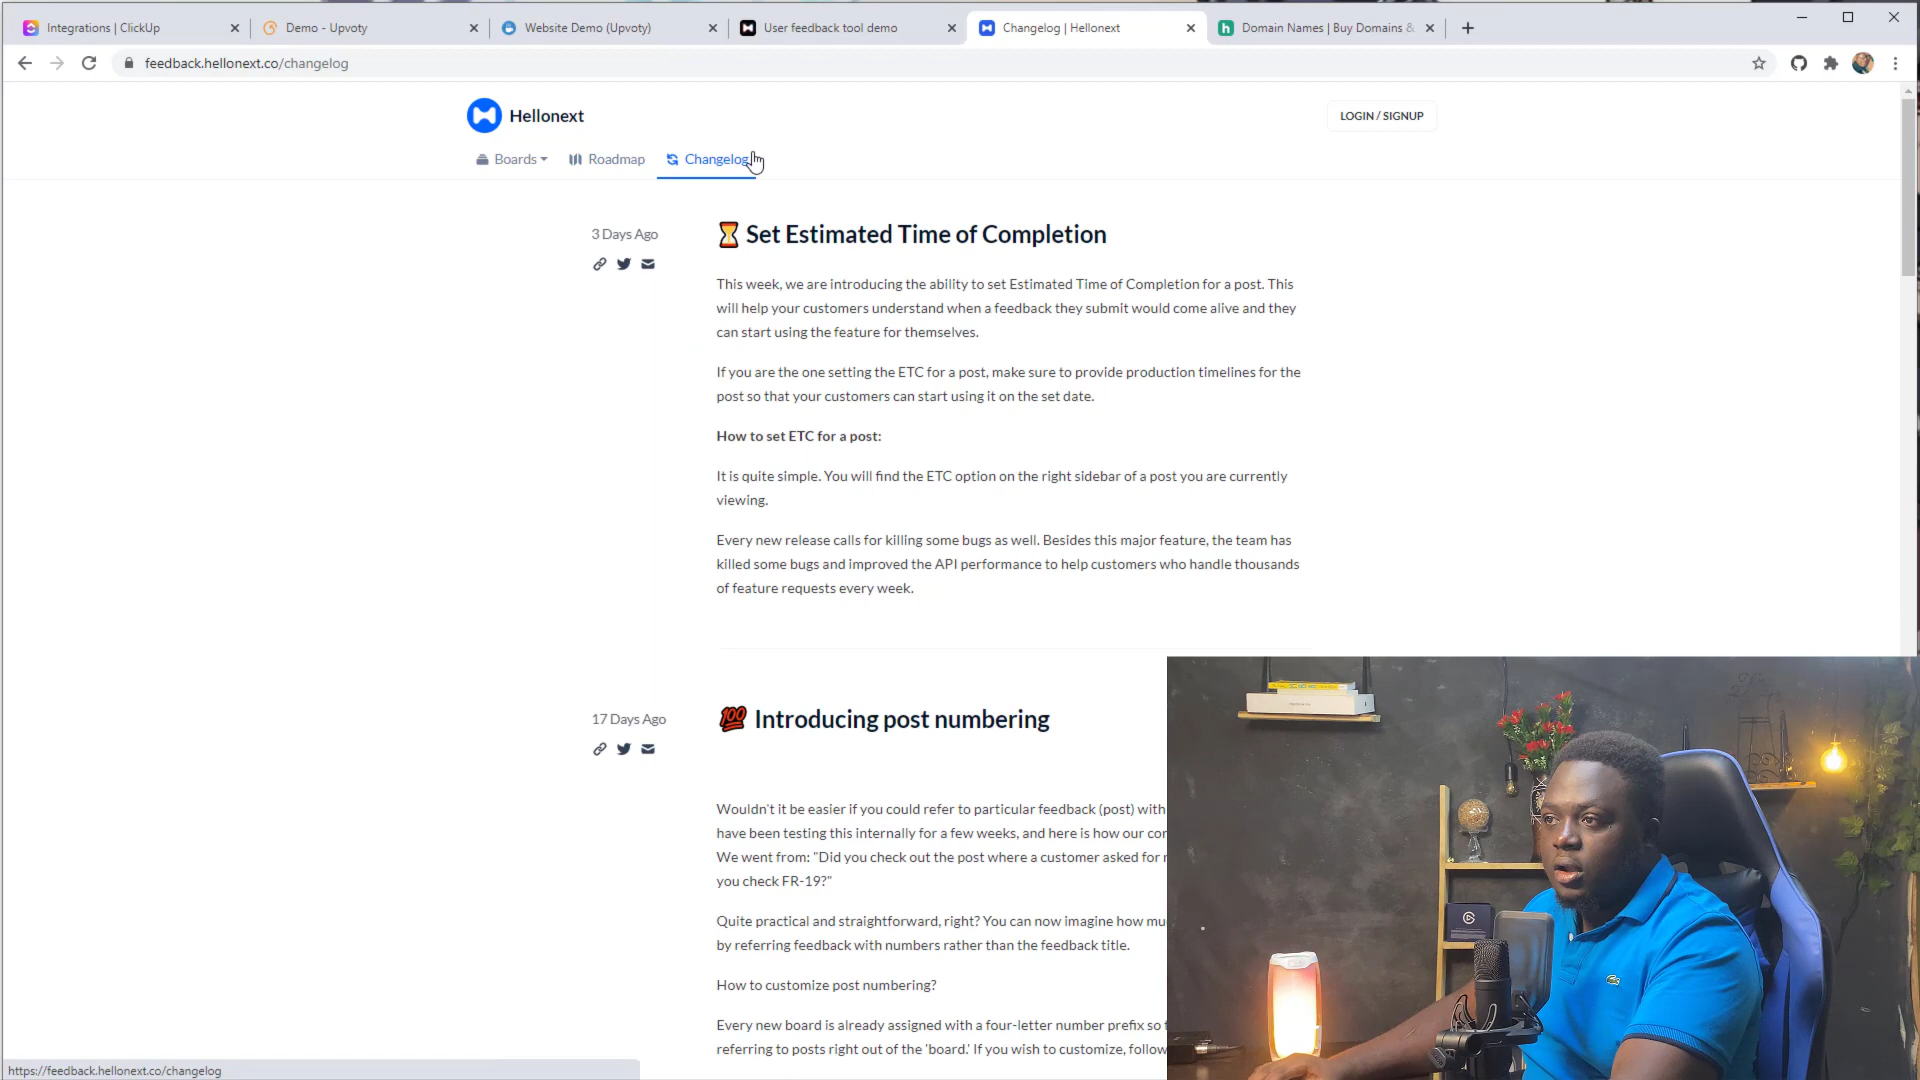 Integrations | ClickUp
Demo - Upvoty
Website Demo (Upvoty)
User feedback tool demo
Changelog | Hellonext
Domain Names | Buy Domains &
feedback.hellonext.co/changelog
Hellonext
LOGIN / SIGNUP
Boards
Roadmap
Changelog
3 Days Ago
⏳ Set Estimated Time of Completion
This week, we are introducing the ability to set Estimated Time of Completion for a post. This
will help your customers understand when a feedback they submit would come alive and they
can start using the feature for themselves.
If you are the one setting the ETC for a post, make sure to provide production timelines for the
post so that your customers can start using it on the set date.
How to set ETC for a post:
It is quite simple. You will find the ETC option on the right sidebar of a post you are currently
viewing.
Every new release calls for killing some bugs as well. Besides this major feature, the team has
killed some bugs and improved the API performance to help customers who handle thousands
of feature requests every week.
17 Days Ago
💯 Introducing post numbering
Wouldn't it be easier if you could refer to particular feedback (post) with
have been testing this internally for a few weeks, and here is how our
We went from: "Did you check out the post where a customer asked for
you check FR-19?"
Quite practical and straightforward, right? You can now imagine how
by referring feedback with numbers rather than the feedback title.
How to customize post numbering?
Every new board is already assigned with a four-letter number prefix so
referring to posts right out of the 'board.' If you wish to customize, follow
https://feedback.hellonext.co/changelog